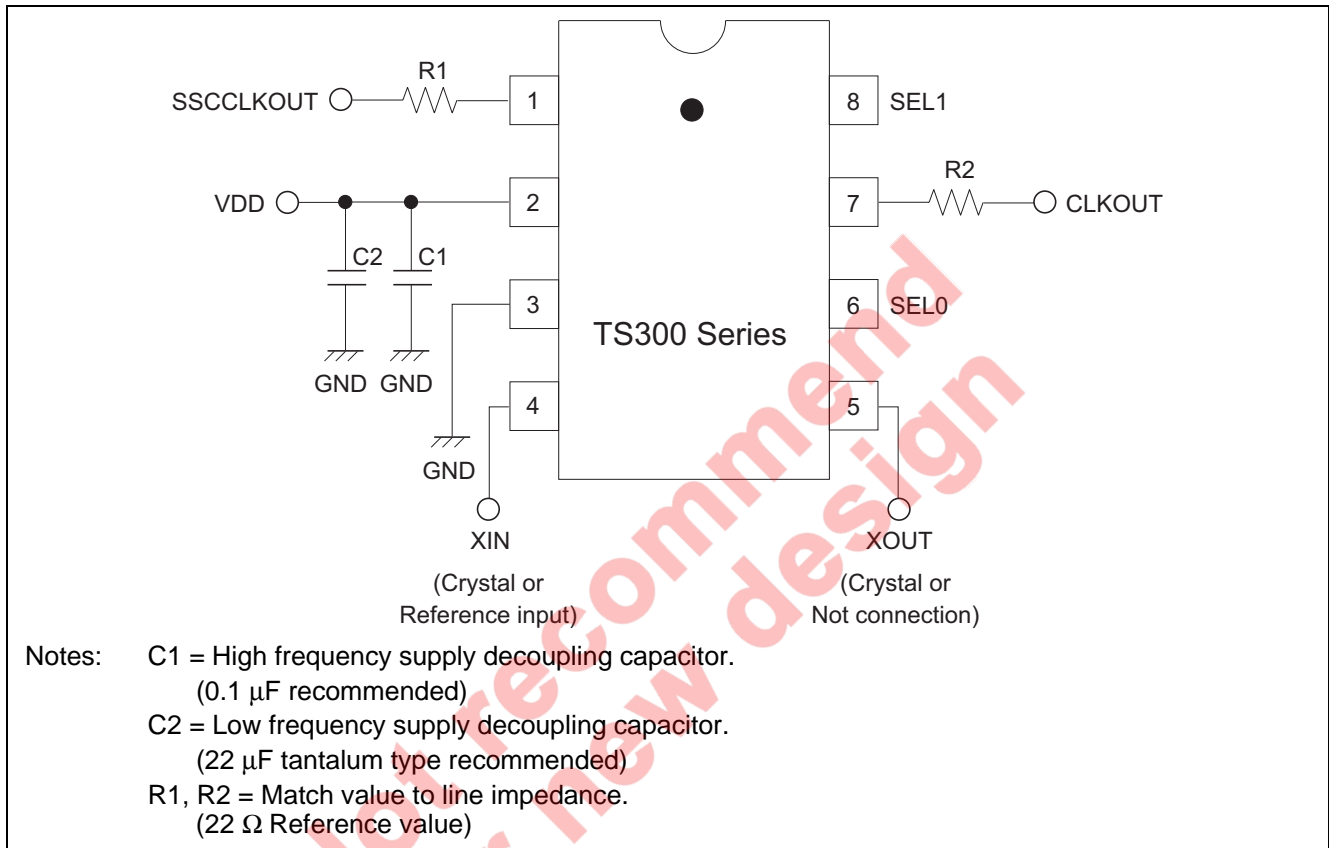 R1
SSCCLKOUT
1
8 SEL1
R2
VDD
2
7
CLKOUT
C2 C1
3
6 SEL0
TS300 Series
GND GND
4
5
GND
XIN
XOUT
(Crystal or
Reference input)
(Crystal or
Not connection)
Notes: C1 = High frequency supply decoupling capacitor.
(0.1 μF recommended)
C2 = Low frequency supply decoupling capacitor.
(22 μF tantalum type recommended)
R1, R2 = Match value to line impedance.
(22 Ω Reference value)
recommend
new design